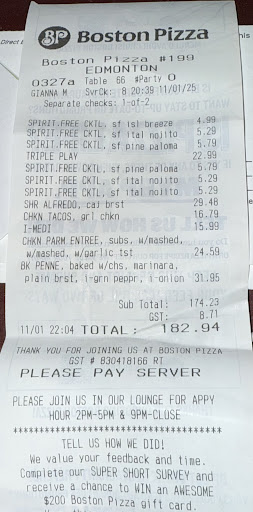 Direct
BP Boston Pizza
Boston Pizza #199
EDMONTON
0327a Table 66 #Party 0
GIANNA M SvrCk: 8 20:39 11/01/25
Separate checks: 1-of-2
SPIRIT.FREE CKTL, sf isl breeze 4.99
SPIRIT.FREE CKTL, sf ital nojito 5.29
SPIRIT.FREE CKTL, sf pine paloma 5.79
TRIPLE PLAY 22.99
SPIRIT.FREE CKTL, sf pine paloma 5.79
SPIRIT.FREE CKTL, sf ital nojito 5.29
SPIRIT.FREE CKTL, sf ital nojito 5.29
SHR ALFREDO, caj brst 29.48
CHKN TACOS, grl chkn 16.79
I-MEDI 15.99
CHKN PARM ENTREE, subs, w/mashed,
w/mashed, w/garlic tst 24.59
BK PENNE, baked w/chs, marinara,
plain brst, i-grn peppr, i-onion 31.95
Sub Total: 174.23
GST: 8.71
11/01 22:04 TOTAL: 182.94
THANK YOU FOR JOINING US AT BOSTON PIZZA
GST # 830418166 RT
PLEASE PAY SERVER
PLEASE JOIN US IN OUR LOUNGE FOR APPY
HOUR 2PM-5PM & 9PM-CLOSE
****************************************
TELL US HOW WE DID!
We value your feedback and time.
Complete our SUPER SHORT SURVEY and
receive a chance to WIN an AWESOME
$200 Boston Pizza gift card.